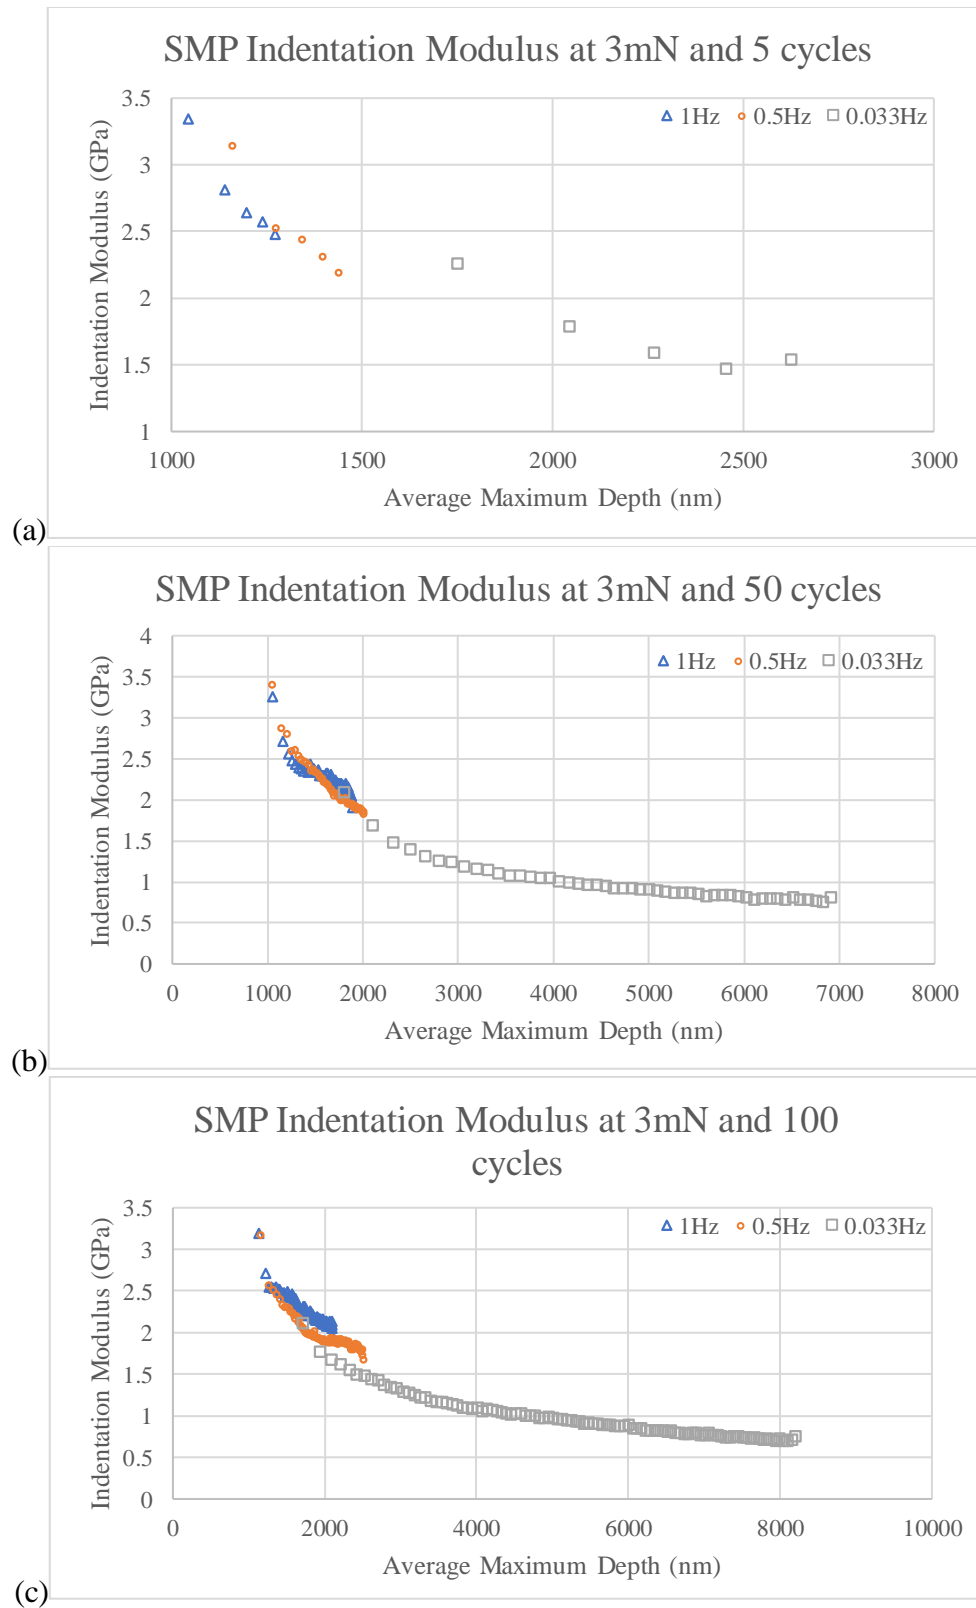 SMP Indentation Modulus at 3mN and 5 cycles
3.5
3
2.5
2
1.5
1
Indentation Modulus (GPa)
1Hz 0.5Hz 0.033Hz
1000 1500 2000 2500 3000
Average Maximum Depth (nm)
(a)
SMP Indentation Modulus at 3mN and 50 cycles
4
3.5
3
2.5
2
1.5
1
0.5
0
Indentation Modulus (GPa)
1Hz 0.5Hz 0.033Hz
0 1000 2000 3000 4000 5000 6000 7000 8000
Average Maximum Depth (nm)
(b)
SMP Indentation Modulus at 3mN and 100
cycles
3.5
3
2.5
2
1.5
1
0.5
0
Indentation Modulus (GPa)
1Hz 0.5Hz 0.033Hz
0 2000 4000 6000 8000 10000
Average Maximum Depth (nm)
(c)